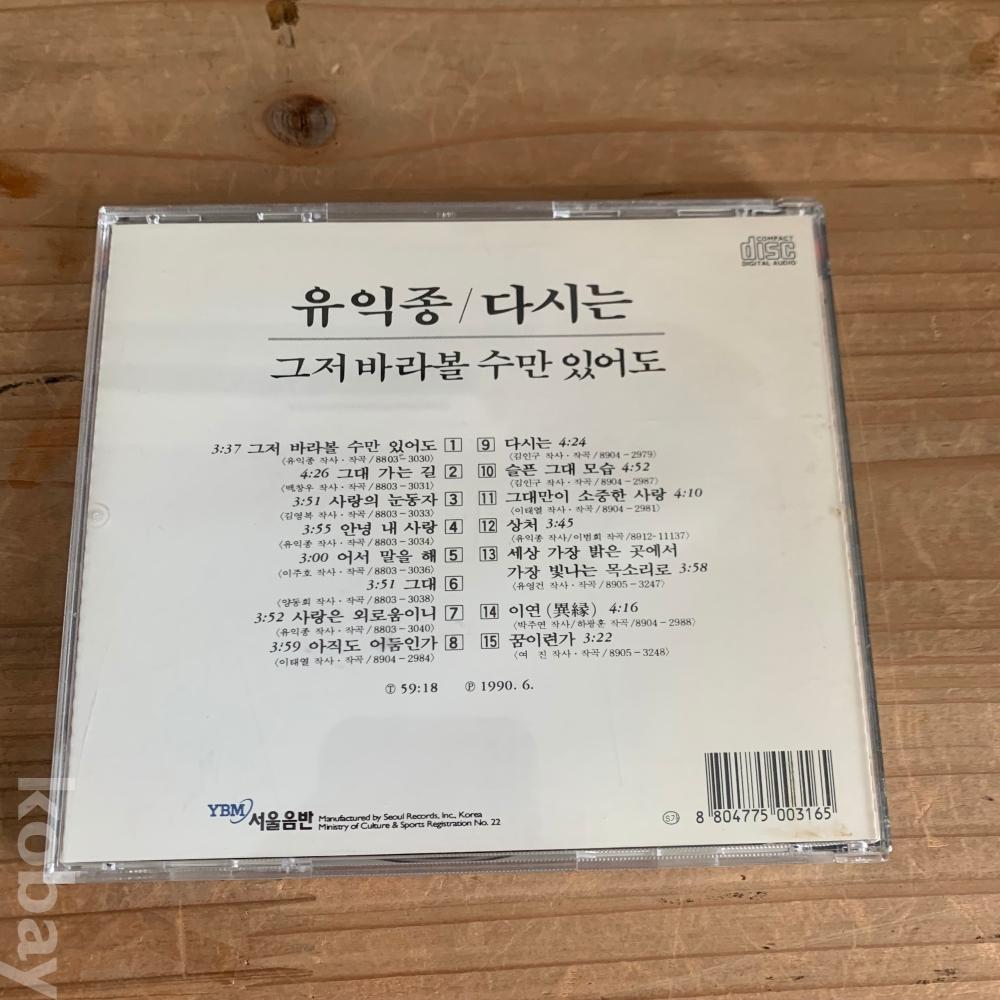 COMPACT
disc
DIGITAL AUDIO
유익종/다시는
그저 바라볼 수만 있어도
3:37 그저 바라볼 수만 있어도 1
〈유익종 작사·작곡/8803-3030〉
4:26 그대 가는 길 2
〈백창우 작사·작곡/8803-3031〉
3:51 사랑의 눈동자 3
〈김영복 작사·작곡/8803-3033〉
3:55 안녕 내 사랑 4
〈유익종 작사·작곡/8803-3034〉
3:00 어서 말을 해 5
〈이주호 작사·작곡/8803-3036〉
3:51 그대 6
〈양동회 작사·작곡/8803-3038〉
3:52 사랑은 외로움이니 7
〈유익종 작사·작곡/8803-3040〉
3:59 아직도 어둠인가 8
〈이태열 작사·작곡/8904-2984〉
9 다시는 4:24
〈김인구 작사·작곡/8904-2979〉
10 슬픈 그대 모습 4:52
〈김인구 작사·작곡/8904-2987〉
11 그대만이 소중한 사랑 4:10
〈이태열 작사·작곡/8904-2981〉
12 상처 3:45
〈유익종 작사/이범희 작곡/8912-11137〉
13 세상 가장 밝은 곳에서
가장 빛나는 목소리로 3:58
〈유영건 작사·작곡/8905-3247〉
14 이연 (異緣) 4:16
〈박주연 작사/하광훈 작곡/8904-2988〉
15 꿈이련가 3:22
〈여 진 작사·작곡/8905-3248〉
Ⓣ 59:18 ℗ 1990. 6.
YBM 서울음반
Manufactured by Seoul Records, Inc., Korea
Ministry of Culture & Sports Registration No. 22
8 804775 003165
kobay